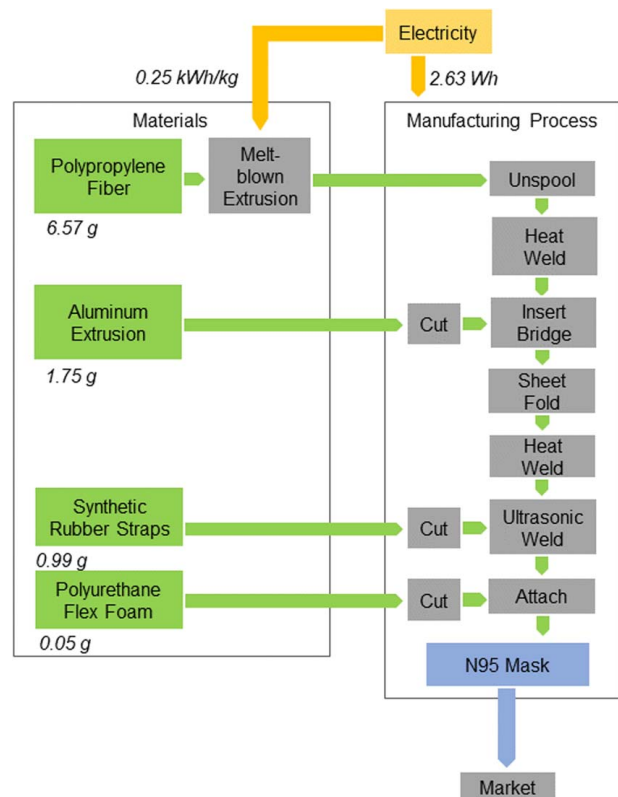 Electricity
0.25 kWh/kg
2.63 Wh
Materials
Manufacturing Process
Polypropylene
Fiber
Melt-
blown
Extrusion
Unspool
6.57 g
Heat
Weld
Aluminum
Extrusion
Cut
Insert
Bridge
1.75 g
Sheet
Fold
Heat
Weld
Synthetic
Rubber Straps
Cut
Ultrasonic
Weld
0.99 g
Polyurethane
Flex Foam
Cut
Attach
0.05 g
N95 Mask
Market